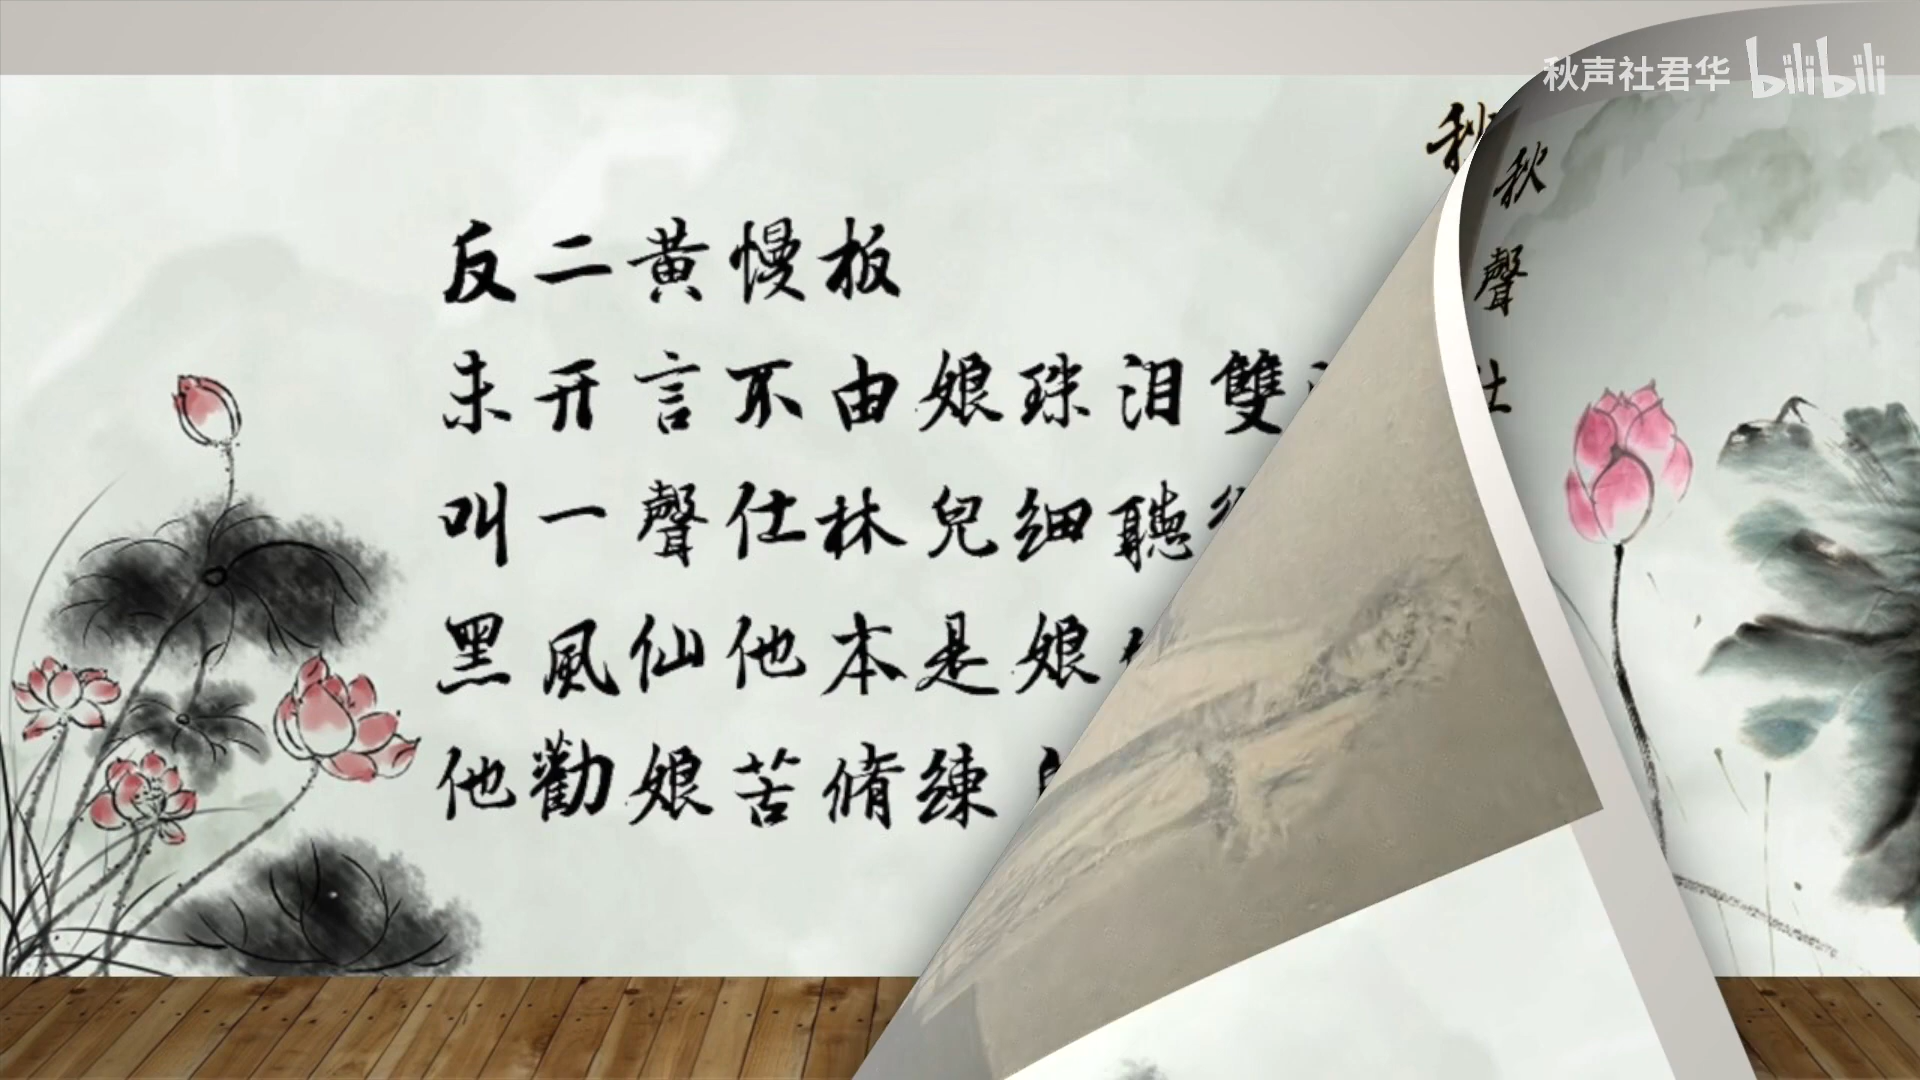 秋声社君华 bilibili
秋
秋聲社
反二黄慢板
未开言不由娘珠泪雙
叫一聲仕林兒细聽
黑風仙他本是娘
他勸娘苦脩練